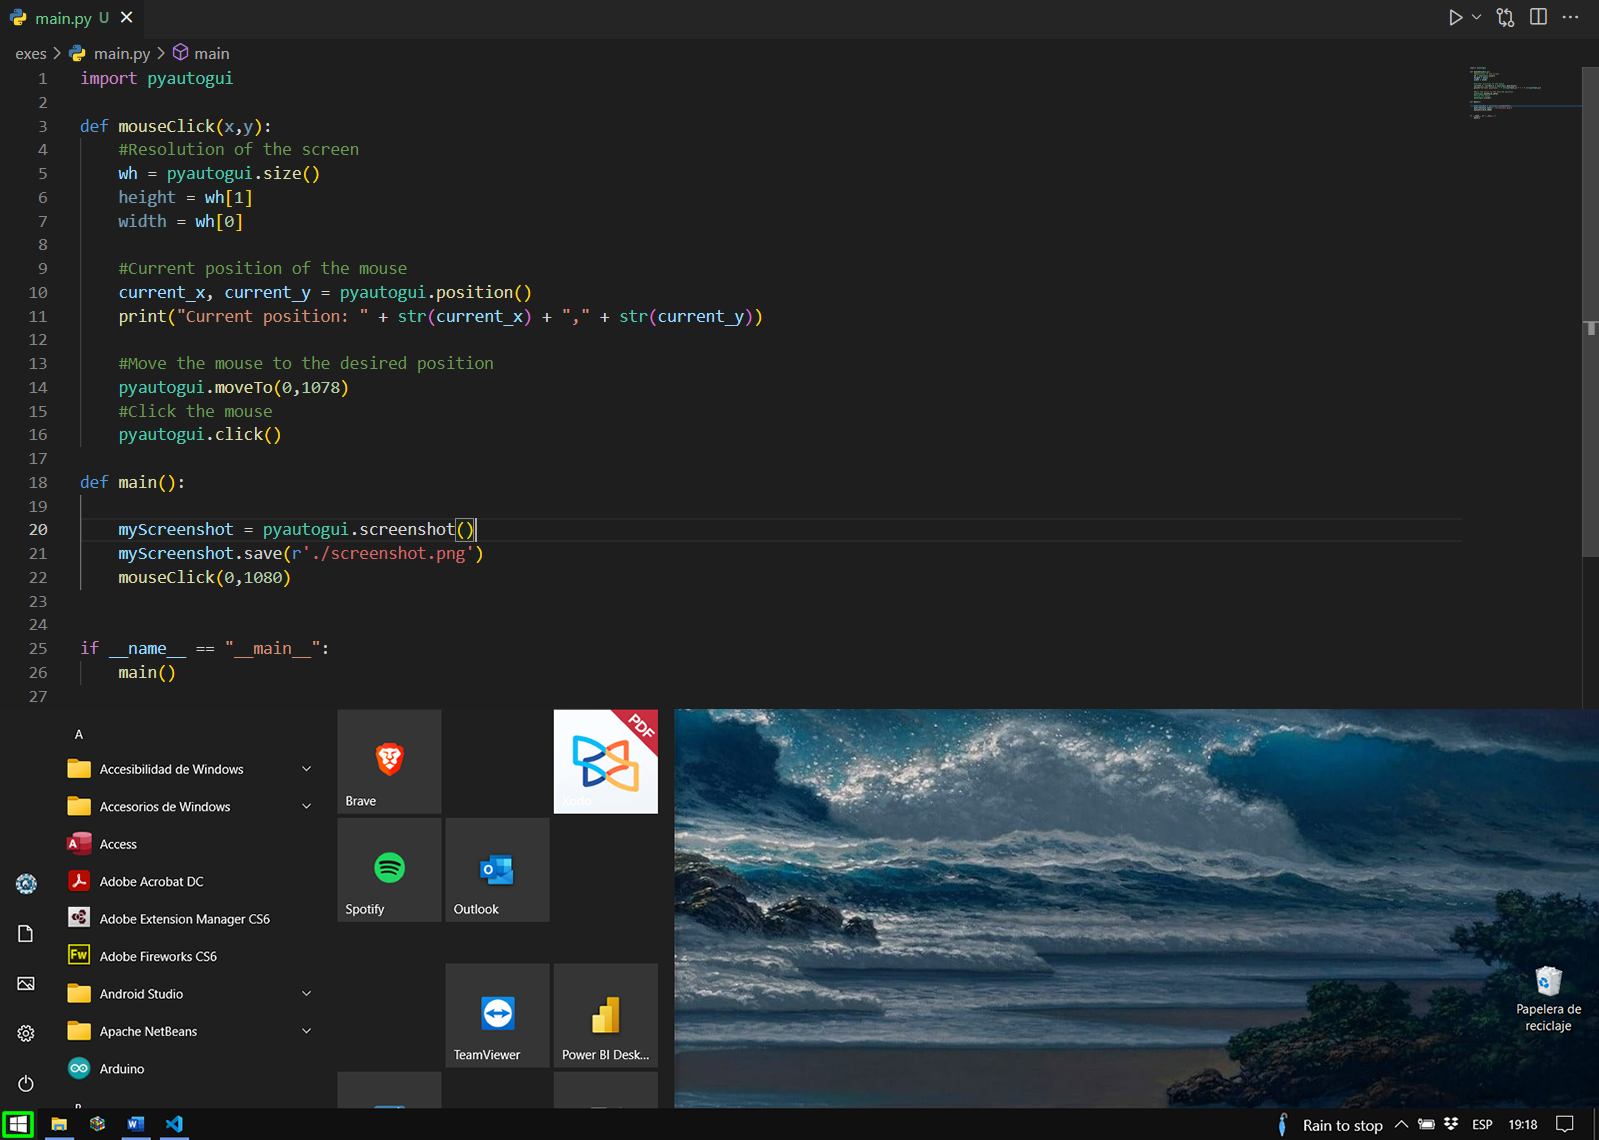 main.py U
exes > main.py > main
1 import pyautogui
2
3 def mouseClick(x,y):
4 #Resolution of the screen
5 wh = pyautogui.size()
6 height = wh[1]
7 width = wh[0]
8
9 #Current position of the mouse
10 current_x, current_y = pyautogui.position()
11 print("Current position: " + str(current_x) + "," + str(current_y))
12
13 #Move the mouse to the desired position
14 pyautogui.moveTo(0,1078)
15 #Click the mouse
16 pyautogui.click()
17
18 def main():
19
20 myScreenshot = pyautogui.screenshot()
21 myScreenshot.save(r'./screenshot.png')
22 mouseClick(0,1080)
23
24
25 if __name__ == "__main__":
26 main()
27
A
Accesibilidad de Windows
Accesorios de Windows
Access
Adobe Acrobat DC
Adobe Extension Manager CS6
Fw Adobe Fireworks CS6
Android Studio
Apache NetBeans
Arduino
Brave
PDF
Xodo
Spotify
Outlook
TeamViewer
Power BI Desk...
Papelera de
reciclaje
Rain to stop
ESP
19:18